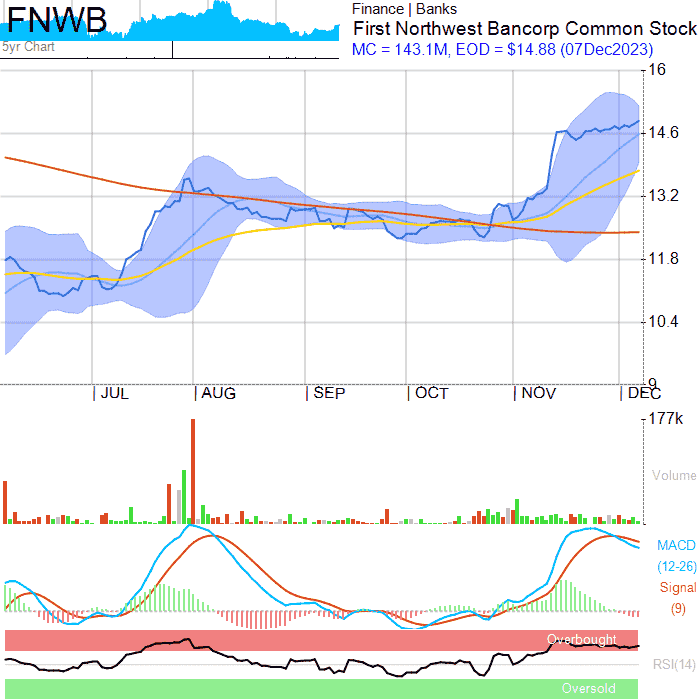 FNWB
5yr Chart
Finance | Banks
First Northwest Bancorp Common Stock
MC = 143.1M, EOD = $14.88 (07Dec2023)
16
14.6
13.2
11.8
10.4
9
JUL AUG SEP OCT NOV DEC
177k
Volume
MACD
(12-26)
Signal
(9)
Overbought
RSI(14)
Oversold